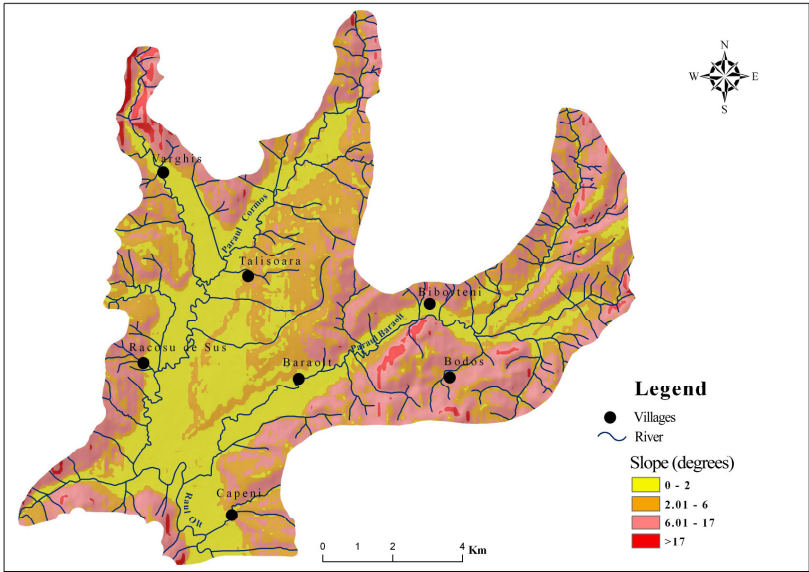 N
W E
S
Varghis
Paraul Cormos
Talisoara
Biborteni
Paraul Baraolt
Racosu de Sus
Baraolt
Bodos
Capeni
Raul Olt
Legend
Villages
River
Slope (degrees)
0 - 2
2.01 - 6
6.01 - 17
>17
0 2 4 Km